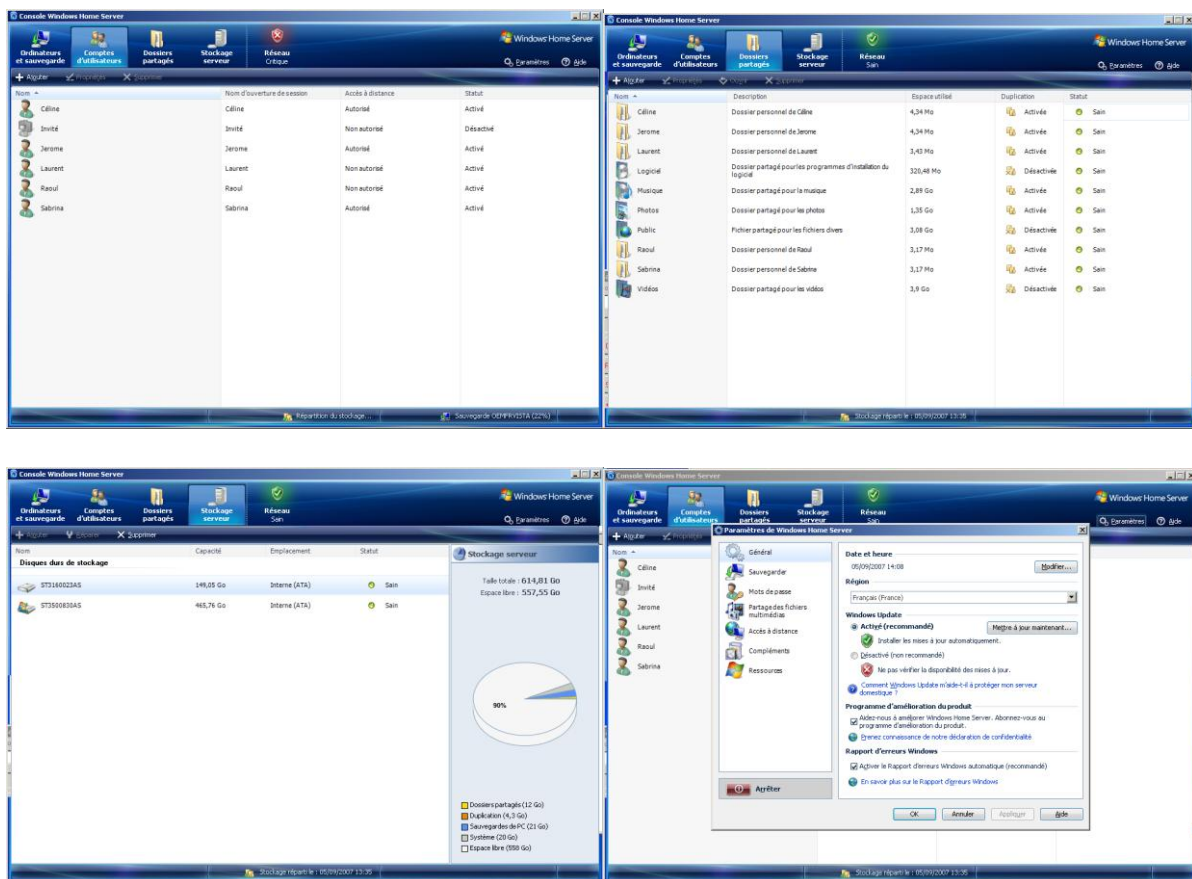 Console Windows Home Server
Windows Home Server
Ordinateurs et sauvegarde
Comptes d'utilisateurs
Dossiers partagés
Stockage serveur
Réseau Critique
Paramètres Aide
Ajouter Propriétés Supprimer
Nom Nom d'ouverture de session Accès à distance Statut
Céline Céline Autorisé Activé
Invité Invité Non autorisé Désactivé
Jerome Jerome Autorisé Activé
Laurent Laurent Non autorisé Activé
Raoul Raoul Non autorisé Activé
Sabrina Sabrina Autorisé Activé
Répartition du stockage... Sauvegarde OEMFRVISTA (22%)
Console Windows Home Server
Windows Home Server
Ordinateurs et sauvegarde
Comptes d'utilisateurs
Dossiers partagés
Stockage serveur
Réseau Sain
Paramètres Aide
Ajouter Propriétés Ouvrir Supprimer
Nom Description Espace utilisé Duplication Statut
Céline Dossier personnel de Céline 4,34 Mo Activée Sain
Jerome Dossier personnel de Jerome 4,34 Mo Activée Sain
Laurent Dossier personnel de Laurent 3,43 Mo Activée Sain
Logiciel Dossier partagé pour les programmes d'installation du logiciel 320,48 Mo Désactivée Sain
Musique Dossier partagé pour la musique 2,89 Go Activée Sain
Photos Dossier partagé pour les photos 1,35 Go Activée Sain
Public Fichier partagé pour les fichiers divers 3,08 Go Désactivée Sain
Raoul Dossier personnel de Raoul 3,17 Mo Activée Sain
Sabrina Dossier personnel de Sabrina 3,17 Mo Activée Sain
Vidéos Dossier partagé pour les vidéos 3,9 Go Désactivée Sain
Stockage réparti le : 05/09/2007 13:35
Console Windows Home Server
Windows Home Server
Ordinateurs et sauvegarde
Comptes d'utilisateurs
Dossiers partagés
Stockage serveur
Réseau Sain
Paramètres Aide
Ajouter Réparer Supprimer
Nom Capacité Emplacement Statut
Disques durs de stockage
ST3160023AS 149,05 Go Interne (ATA) Sain
ST3500830AS 465,76 Go Interne (ATA) Sain
Stockage serveur
Taille totale : 614,81 Go
Espace libre : 557,55 Go
90%
Dossiers partagés (12 Go)
Duplication (4,3 Go)
Sauvegardes de PC (21 Go)
Système (20 Go)
Espace libre (558 Go)
Stockage réparti le : 05/09/2007 13:35
Console Windows Home Server
Windows Home Server
Ordinateurs et sauvegarde
Comptes d'utilisateurs
Dossiers partagés
Stockage serveur
Réseau Sain
Paramètres Aide
Ajouter Propriétés
Nom
Céline
Invité
Jerome
Laurent
Raoul
Sabrina
Paramètres de Windows Home Server
Général
Sauvegarder
Mots de passe
Partage des fichiers multimédias
Accès à distance
Compléments
Ressources
Arrêter
Date et heure
05/09/2007 14:08 Modifier...
Région
Français (France)
Windows Update
Activé (recommandé) Mettre à jour maintenant...
Installer les mises à jour automatiquement.
Désactivé (non recommandé)
Ne pas vérifier la disponibilité des mises à jour.
Comment Windows Update m'aide-t-il à protéger mon serveur
domestique ?
Programme d'amélioration du produit
Aidez-nous à améliorer Windows Home Server. Abonnez-vous au
programme d'amélioration du produit.
Prenez connaissance de notre déclaration de confidentialité
Rapport d'erreurs Windows
Activer le Rapport d'erreurs Windows automatique (recommandé)
En savoir plus sur le Rapport d'erreurs Windows
OK Annuler Appliquer Aide
Stockage réparti le : 05/09/2007 13:35